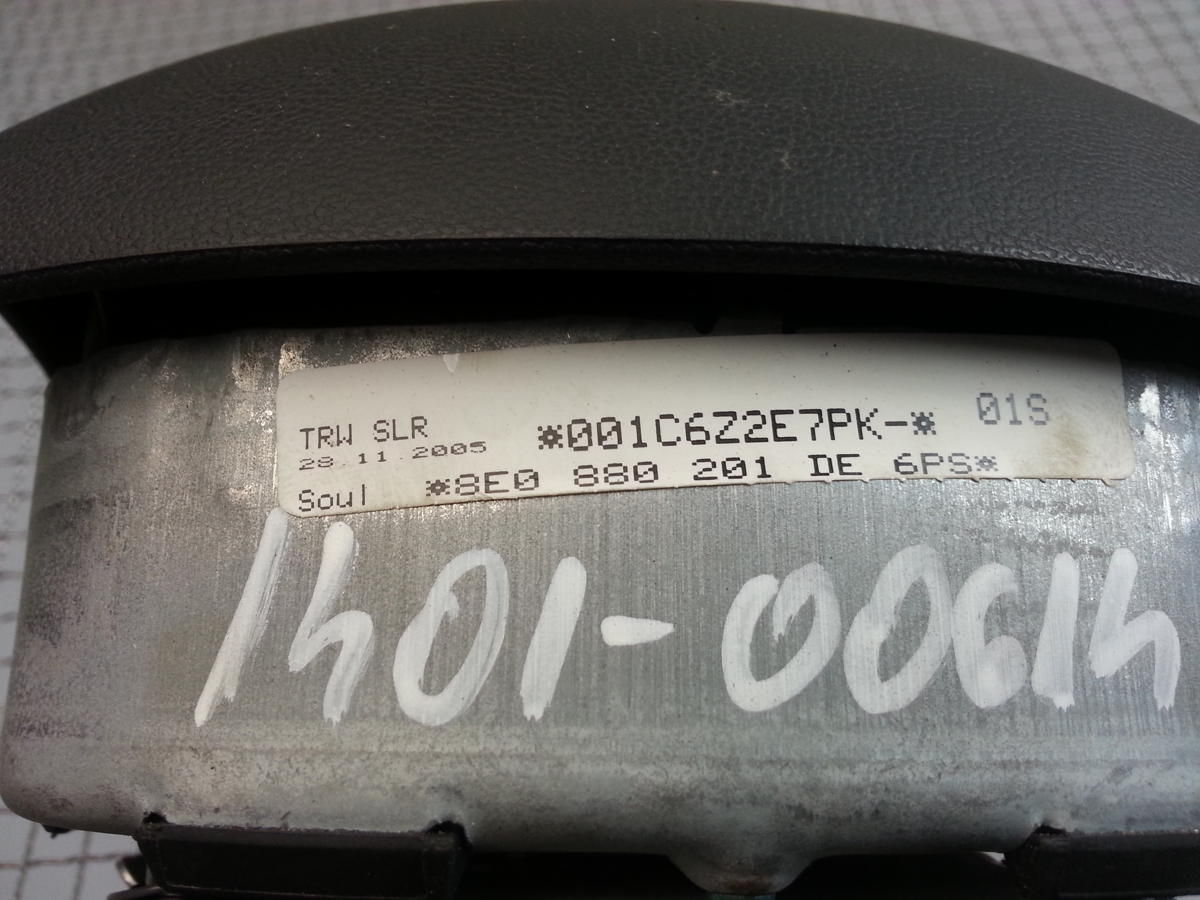 TRW SLR *001C6Z2E7PK-* 01S
28.11.2005
Soul *8E0 880 201 DE 6PS*
1401-00614